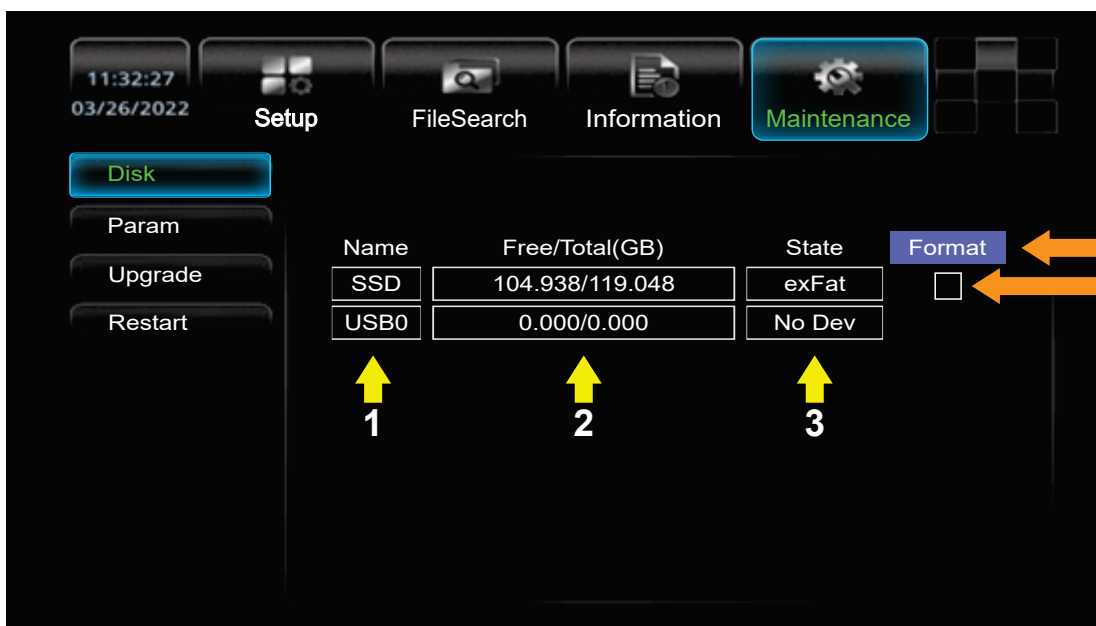 11:32:27
03/26/2022
Setup
FileSearch
Information
Maintenance
Disk
Param
Upgrade
Restart
Name Free/Total(GB) State Format
SSD 104.938/119.048 exFat
USB0 0.000/0.000 No Dev
1 2 3